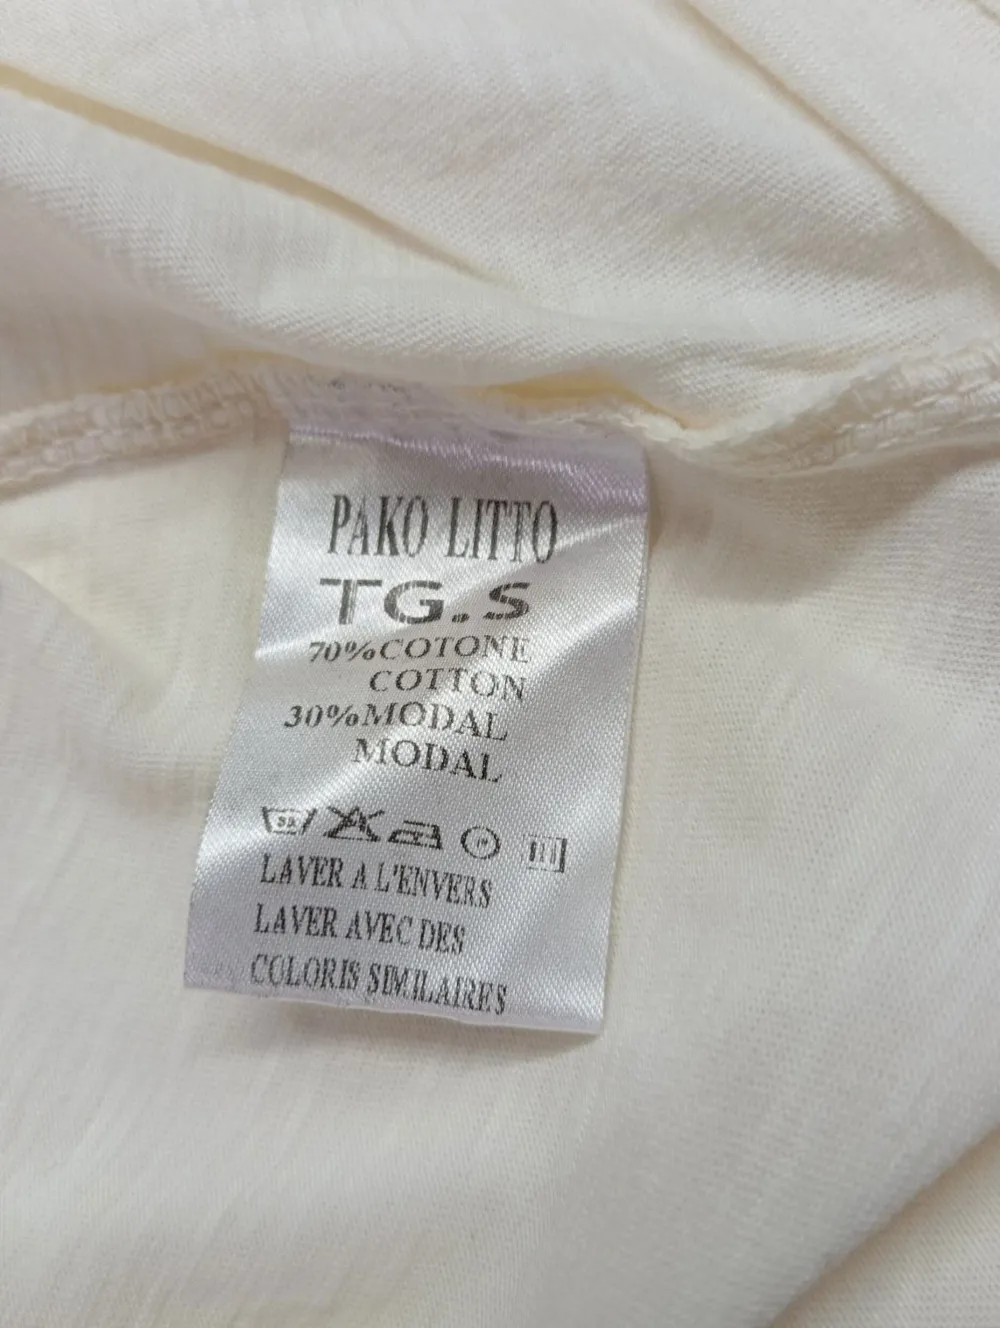 PAKO LITTO
TG.S
70%COTONE
COTTON
30%MODAL
MODAL
LAVER A L'ENVERS
LAVER AVEC DES
COLORIS SIMILAIRES